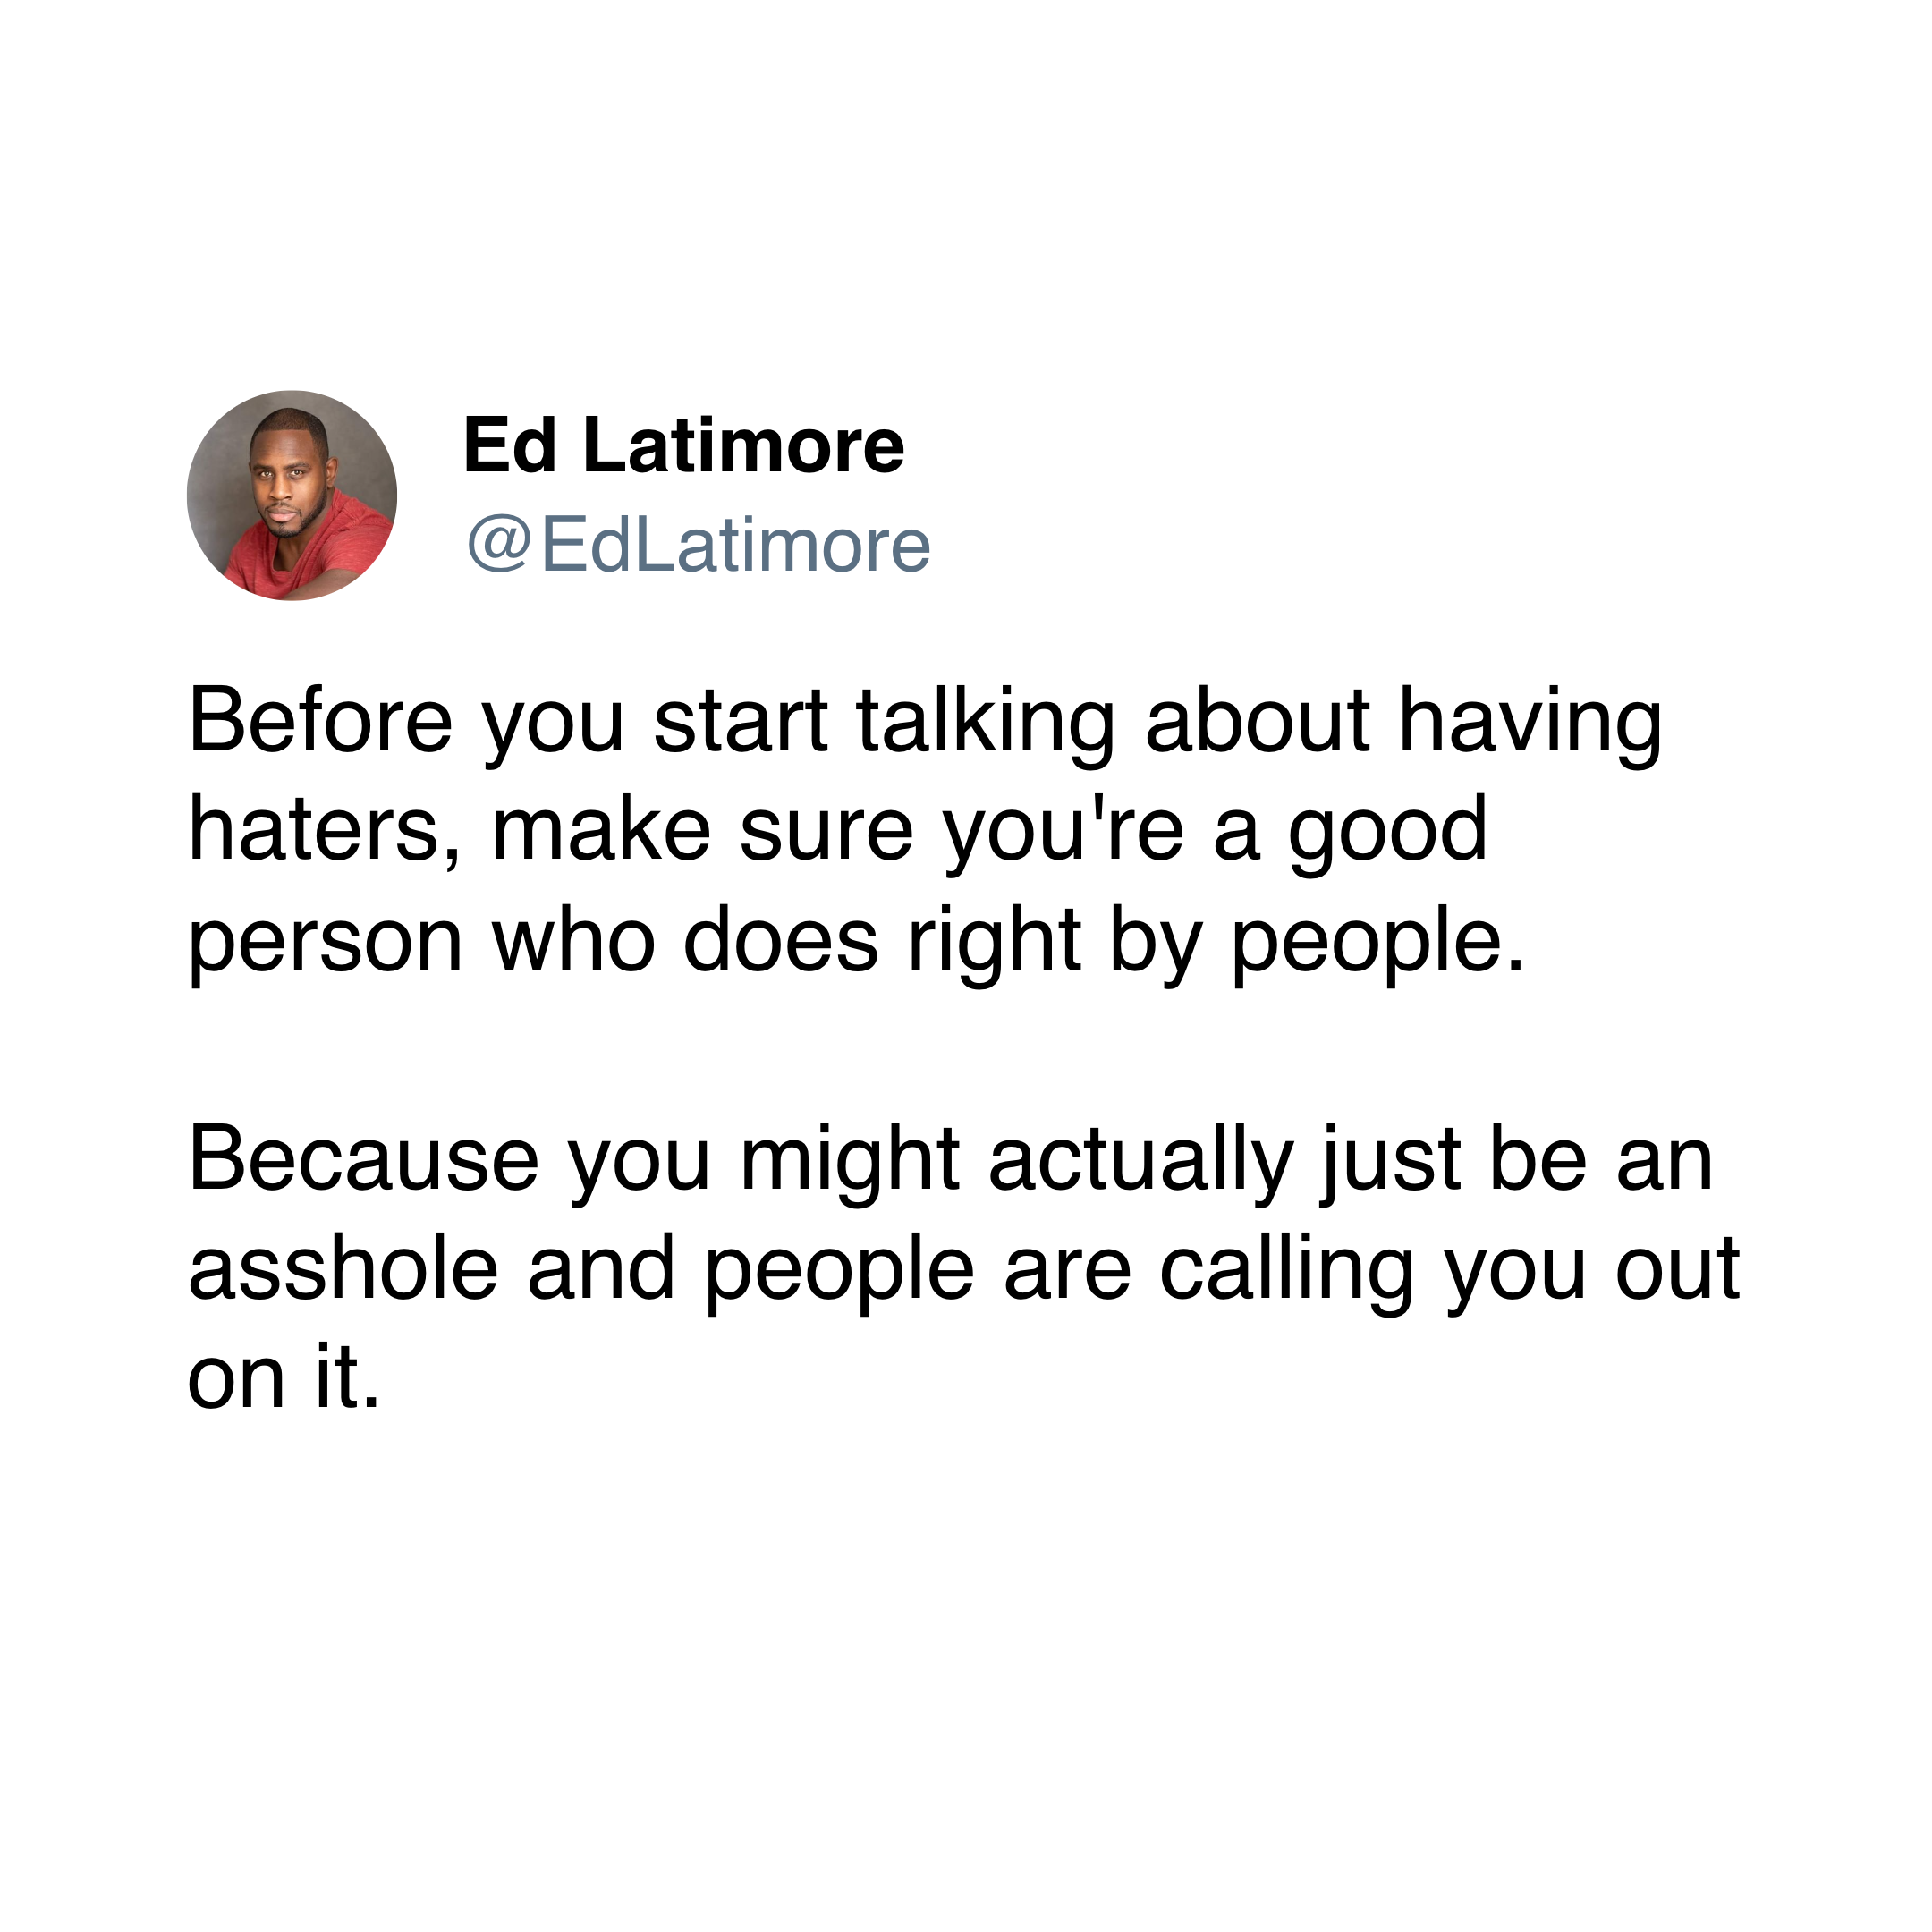 Ed Latimore
@EdLatimore
Before you start talking about having
haters, make sure you're a good
person who does right by people.
Because you might actually just be an
asshole and people are calling you out
on it.